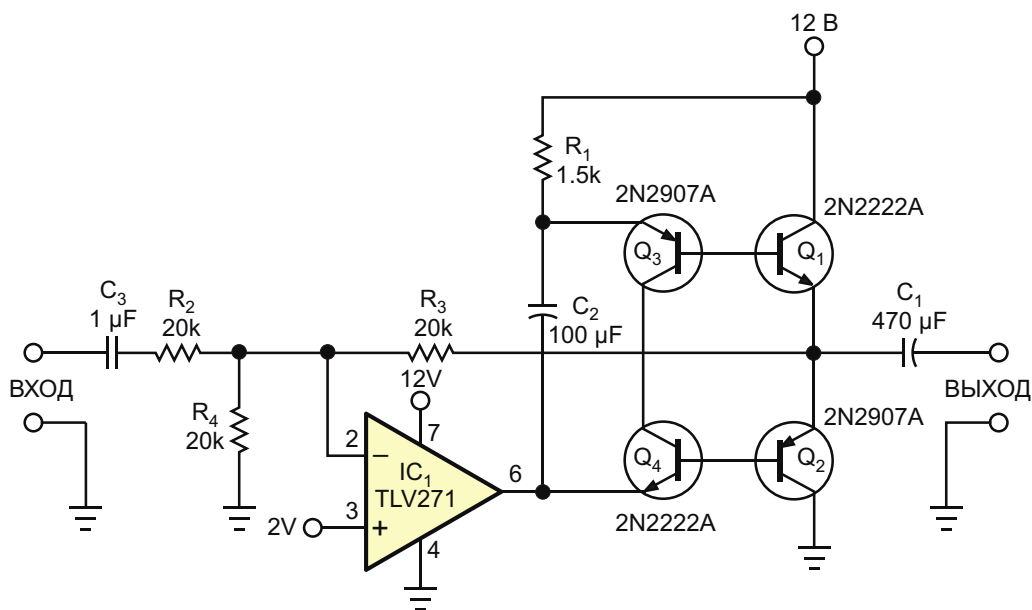 12 В
R1
1.5k
2N2907A
2N2222A
Q3
Q1
C3
1 µF
R2
20k
R3
20k
C2
100 µF
C1
470 µF
ВХОД
12V
ВЫХОД
R4
20k
2N2907A
2
7
6
Q4
Q2
IC1
TLV271
2V
3
4
2N2222A
−
+